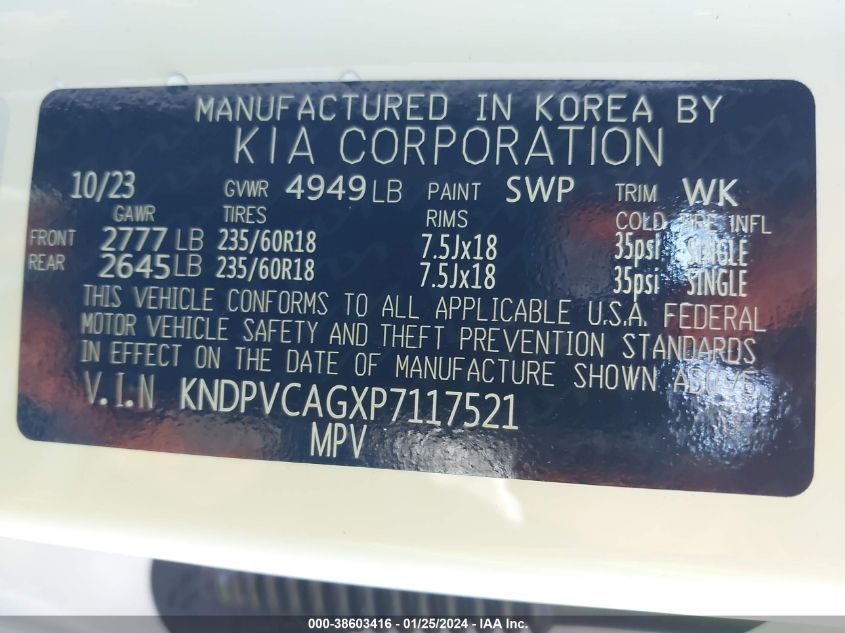 MANUFACTURED IN KOREA BY
KIA CORPORATION
10/23 GVWR 4949 LB PAINT SWP TRIM WK
GAWR TIRES RIMS COLD TIRE INFL
FRONT 2777 LB 235/60R18 7.5Jx18 35psi SINGLE
REAR 2645 LB 235/60R18 7.5Jx18 35psi SINGLE
THIS VEHICLE CONFORMS TO ALL APPLICABLE U.S.A. FEDERAL
MOTOR VEHICLE SAFETY AND THEFT PREVENTION STANDARDS
IN EFFECT ON THE DATE OF MANUFACTURE SHOWN ABOVE
V.I.N KNDPVCAGXP7117521
MPV
000-38603416 - 01/25/2024 - IAA Inc.